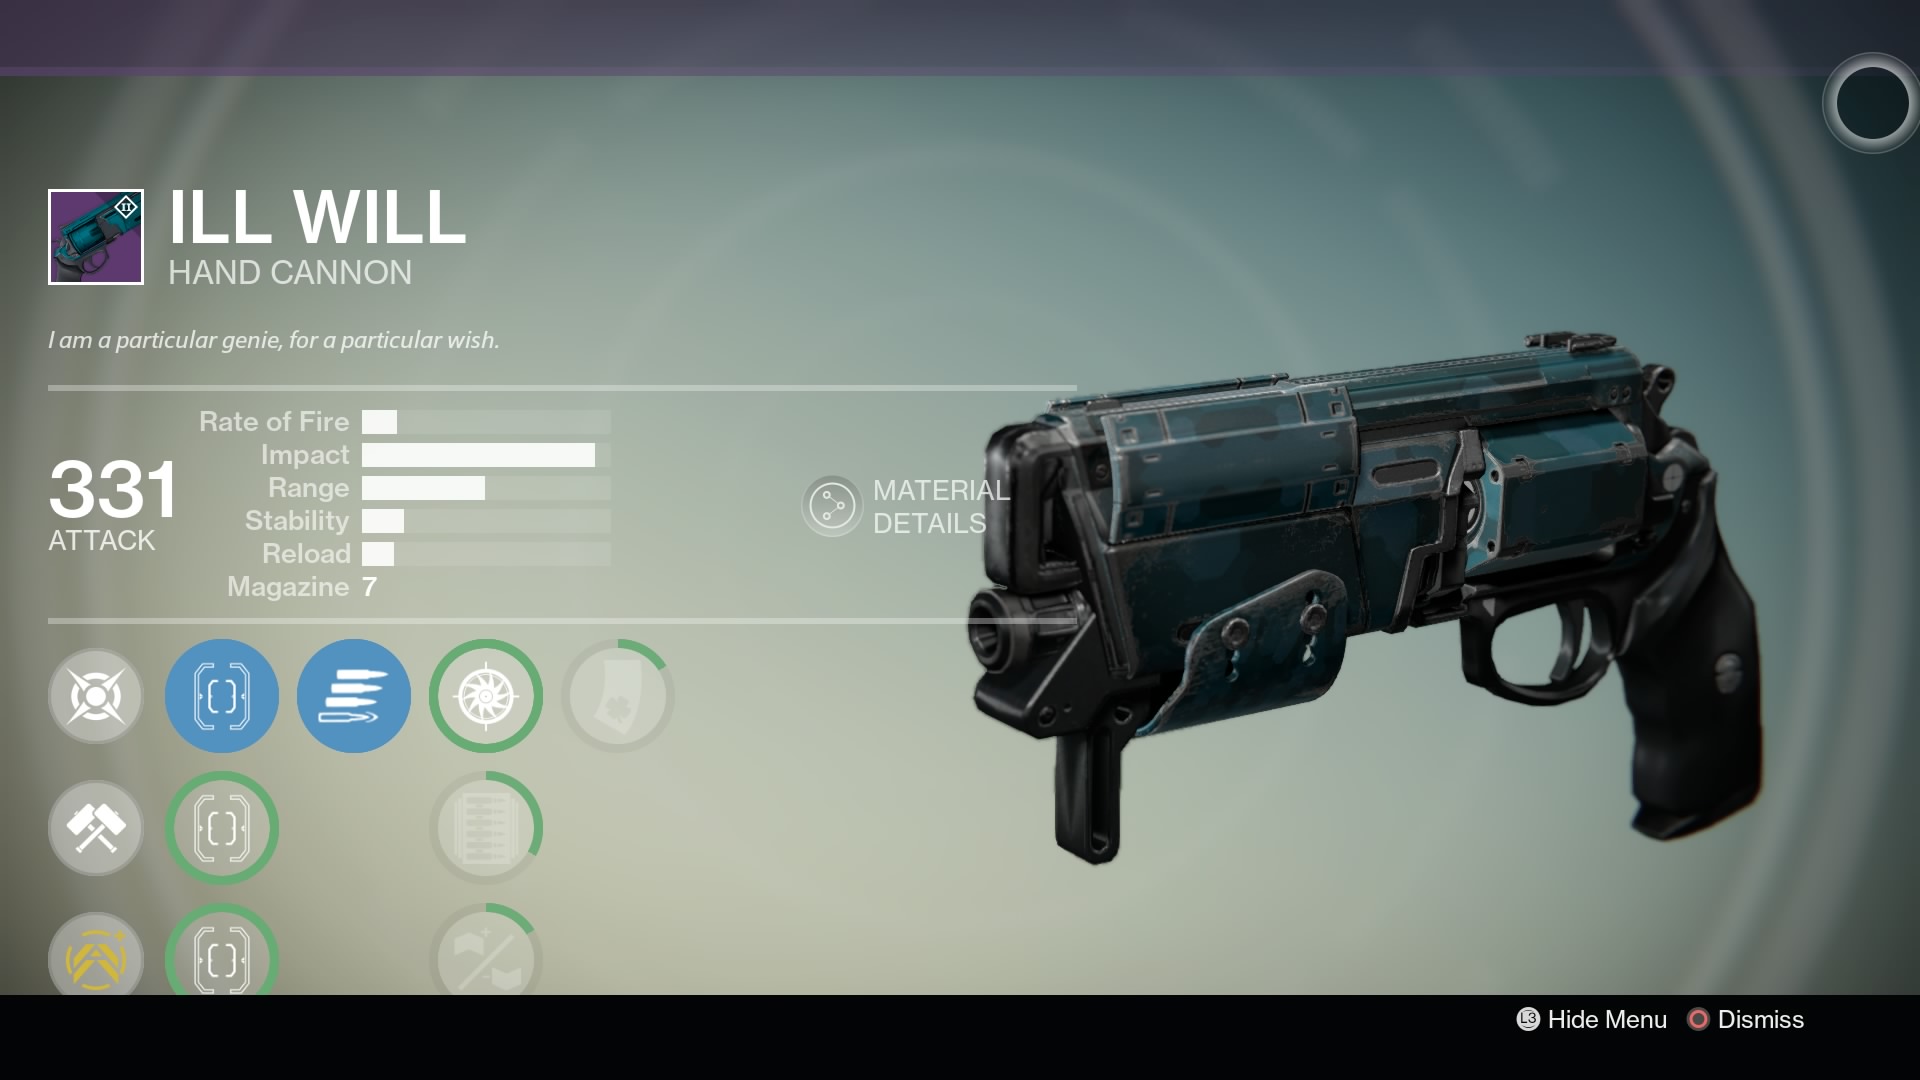 ILL WILL
HAND CANNON
I am a particular genie, for a particular wish.
331
ATTACK
Rate of Fire
Impact
Range
Stability
Reload
Magazine 7
MATERIAL
DETAILS
L3 Hide Menu Dismiss